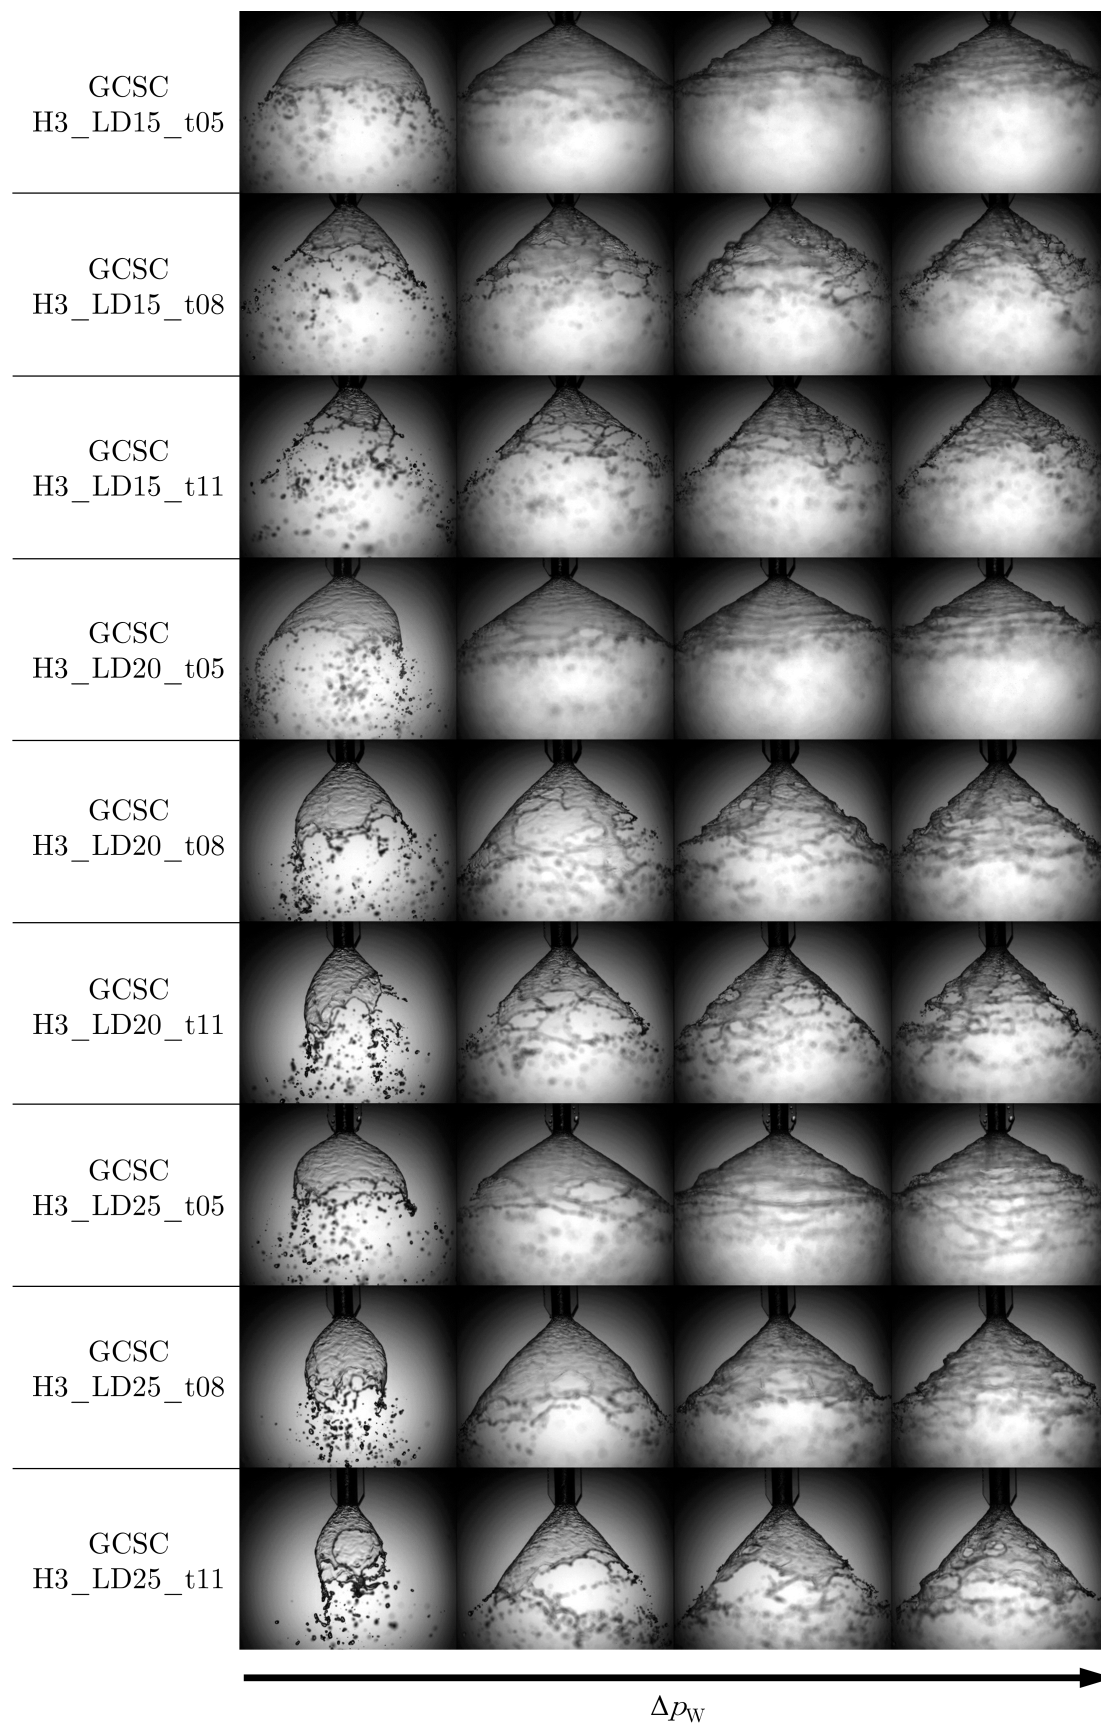 GCSC
H3_LD15_t05
GCSC
H3_LD15_t08
GCSC
H3_LD15_t11
GCSC
H3_LD20_t05
GCSC
H3_LD20_t08
GCSC
H3_LD20_t11
GCSC
H3_LD25_t05
GCSC
H3_LD25_t08
GCSC
H3_LD25_t11
Δp_W